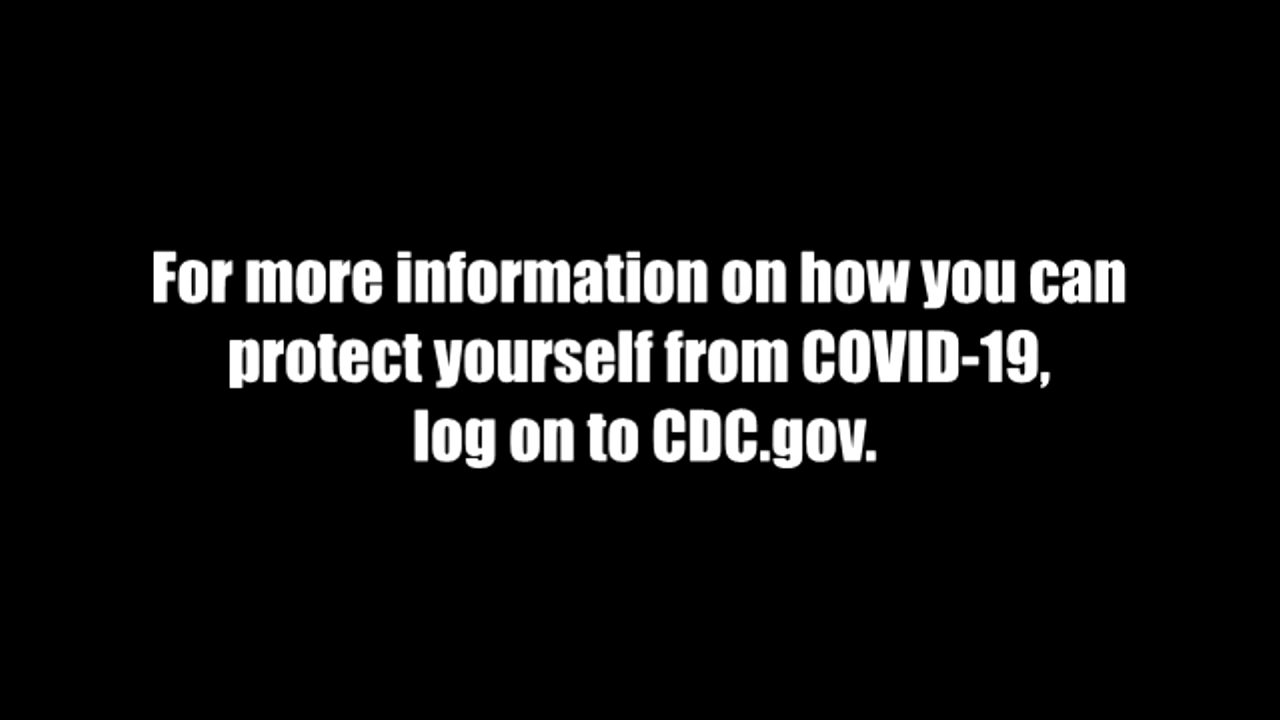 For more information on how you can
protect yourself from COVID-19,
log on to CDC.gov.